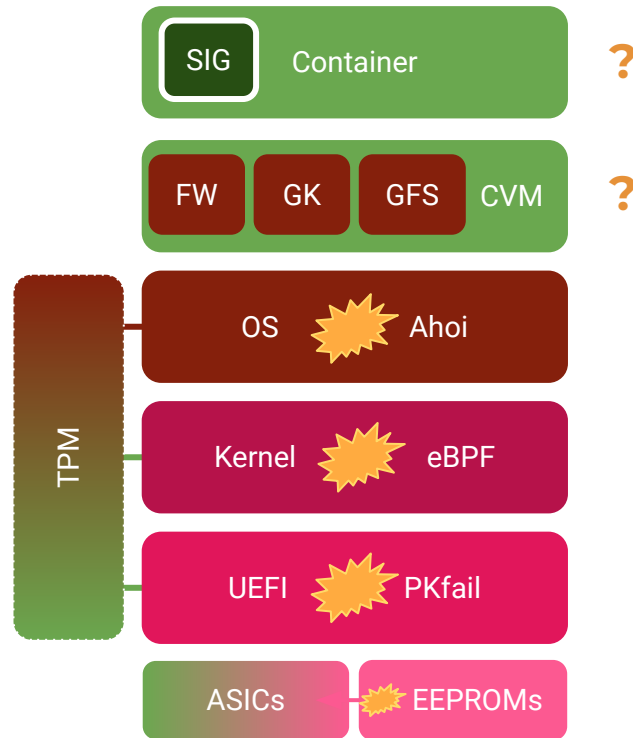 SIG Container ?
FW GK GFS CVM ?
OS Ahoi
TPM
Kernel eBPF
UEFI PKfail
ASICs EEPROMs